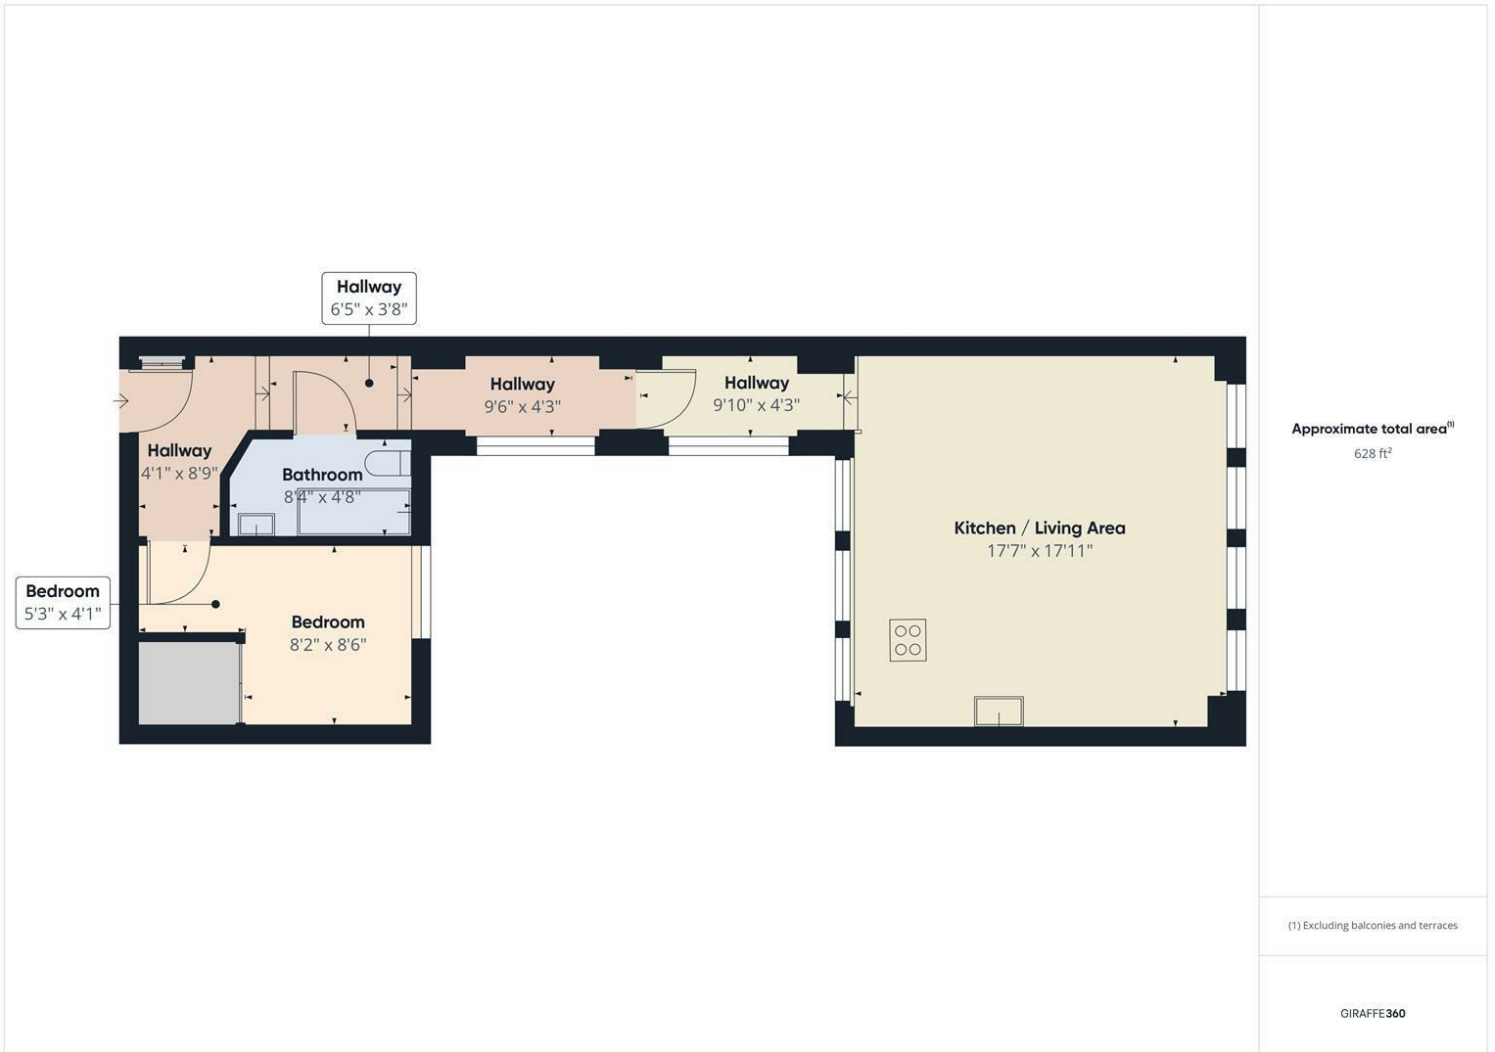 Hallway
6'5" x 3'8"
Hallway
9'6" x 4'3"
Hallway
9'10" x 4'3"
Hallway
4'1" x 8'9"
Bathroom
8'4" x 4'8"
Bedroom
5'3" x 4'1"
Bedroom
8'2" x 8'6"
Kitchen / Living Area
17'7" x 17'11"
Approximate total area(1)
628 ft²
(1) Excluding balconies and terraces
GIRAFFE360